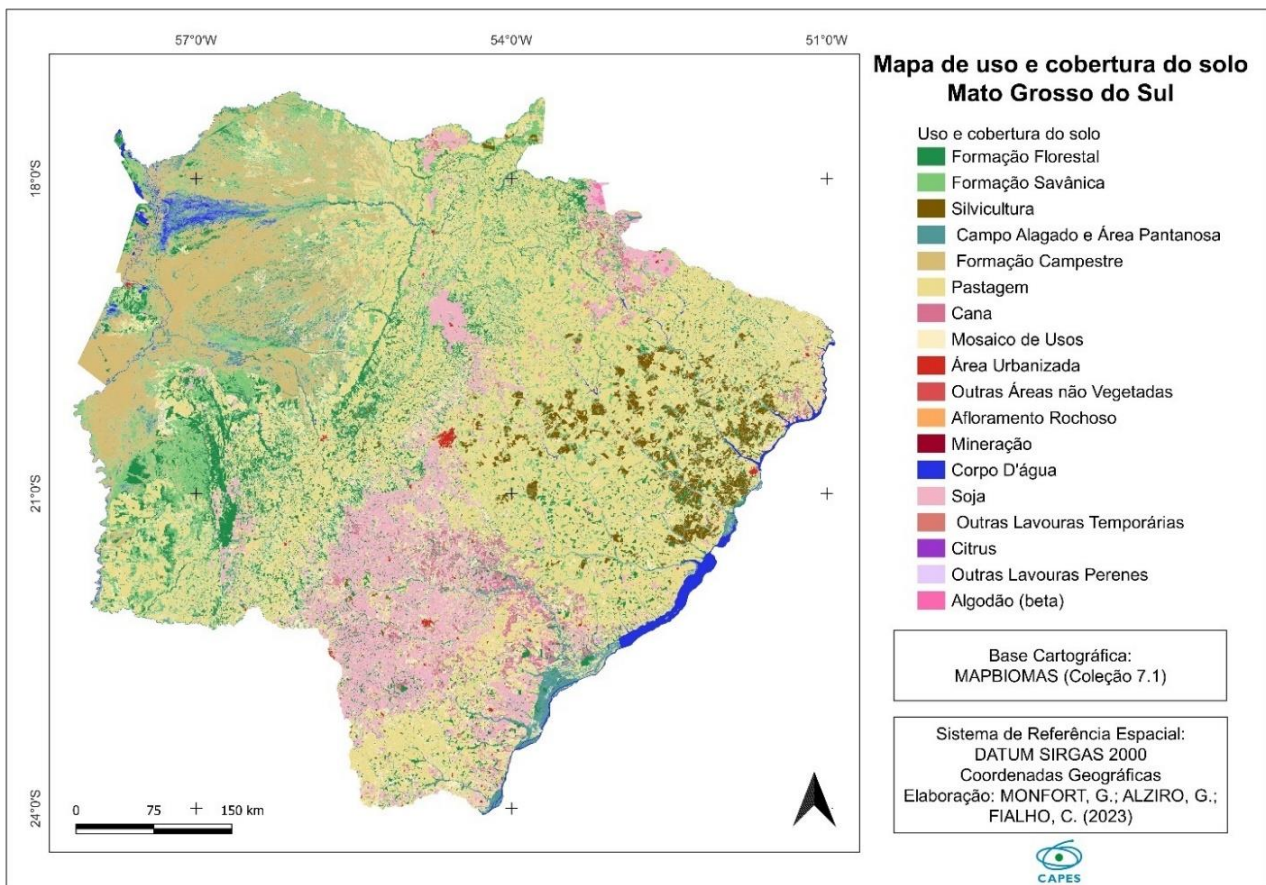 57°0'W 54°0'W 51°0'W
18°0'S
21°0'S
24°0'S
0 75 150 km
Mapa de uso e cobertura do solo
Mato Grosso do Sul
Uso e cobertura do solo
Formação Florestal
Formação Savânica
Silvicultura
Campo Alagado e Área Pantanosa
Formação Campestre
Pastagem
Cana
Mosaico de Usos
Área Urbanizada
Outras Áreas não Vegetadas
Afloramento Rochoso
Mineração
Corpo D'água
Soja
Outras Lavouras Temporárias
Citrus
Outras Lavouras Perenes
Algodão (beta)
Base Cartográfica:
MAPBIOMAS (Coleção 7.1)
Sistema de Referência Espacial:
DATUM SIRGAS 2000
Coordenadas Geográficas
Elaboração: MONFORT, G.; ALZIRO, G.;
FIALHO, C. (2023)
CAPES